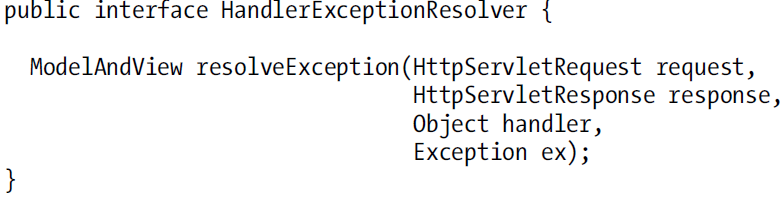 public interface HandlerExceptionResolver {
  ModelAndView resolveException(HttpServletRequest request,
                                HttpServletResponse response,
                                Object handler,
                                Exception ex);
}